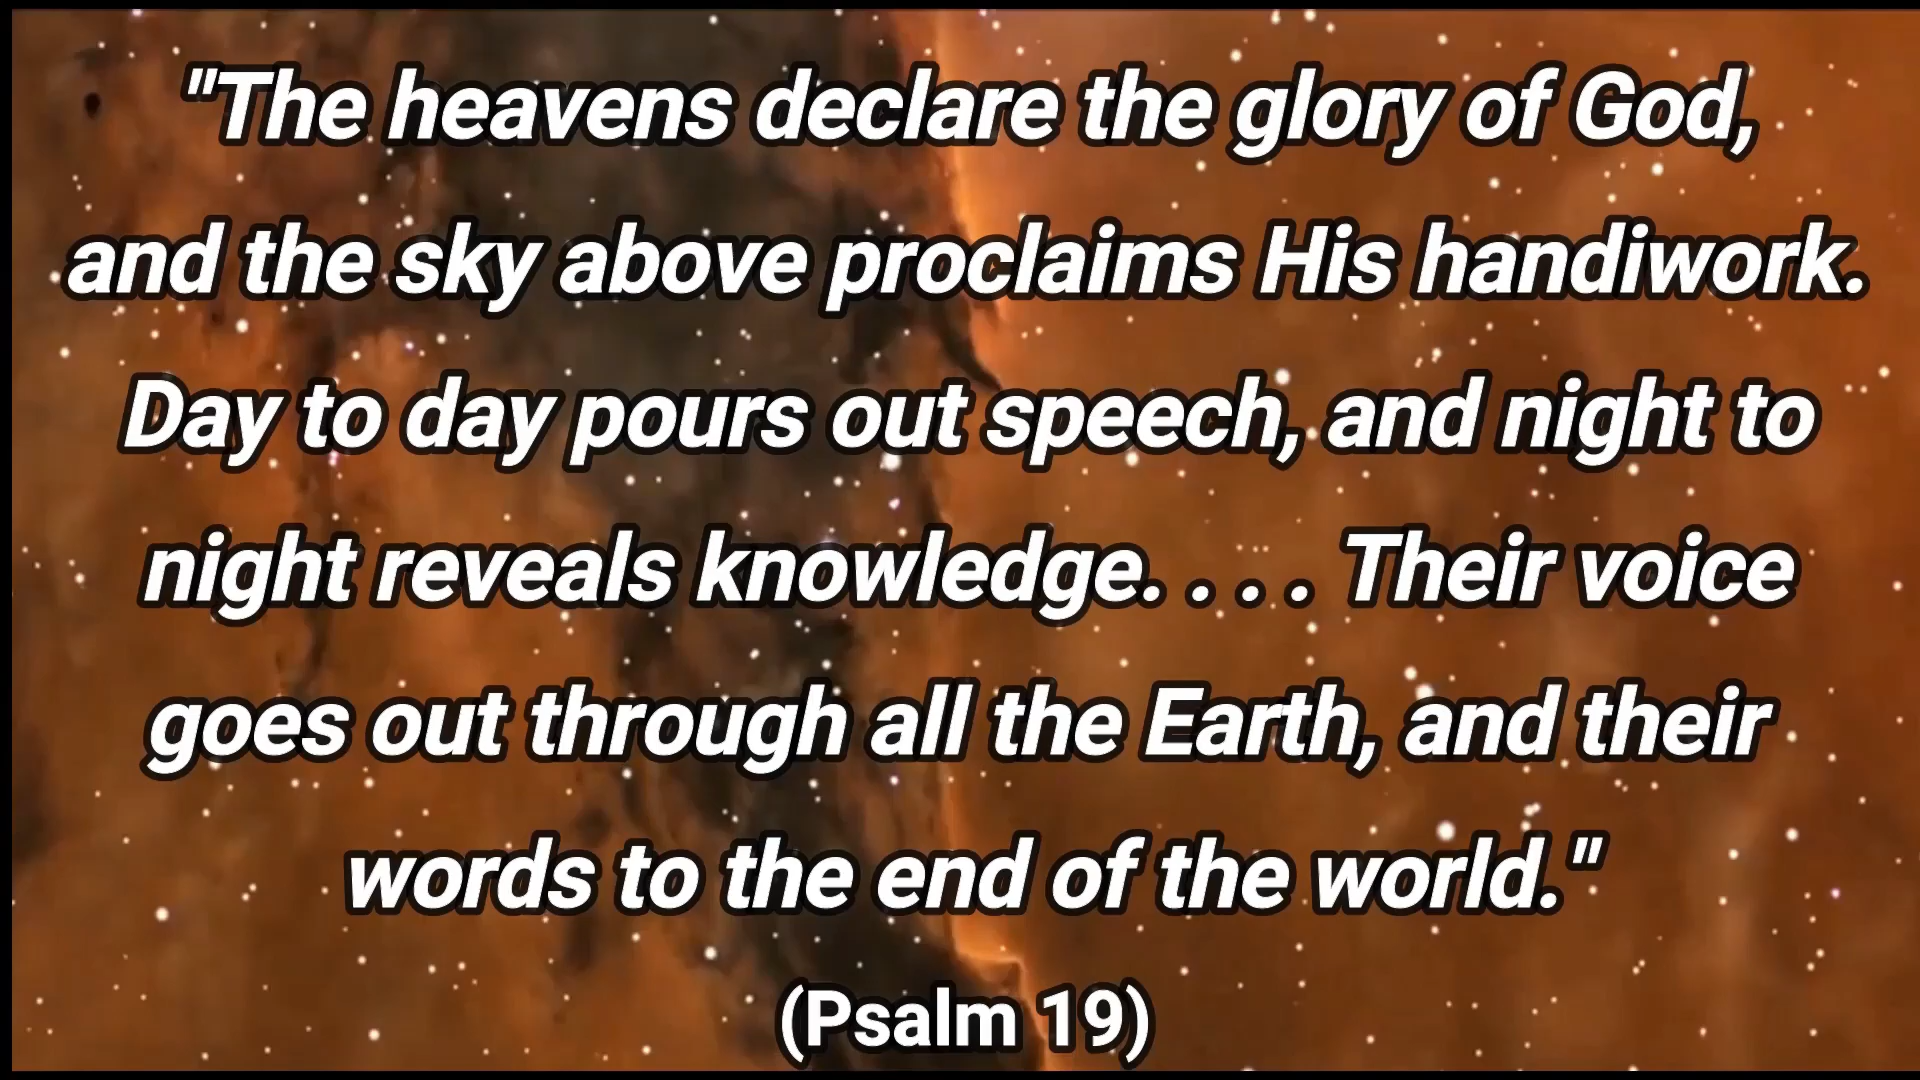 "The heavens declare the glory of God,
and the sky above proclaims His handiwork.
Day to day pours out speech, and night to
night reveals knowledge. . . . Their voice
goes out through all the Earth, and their
words to the end of the world."
(Psalm 19)